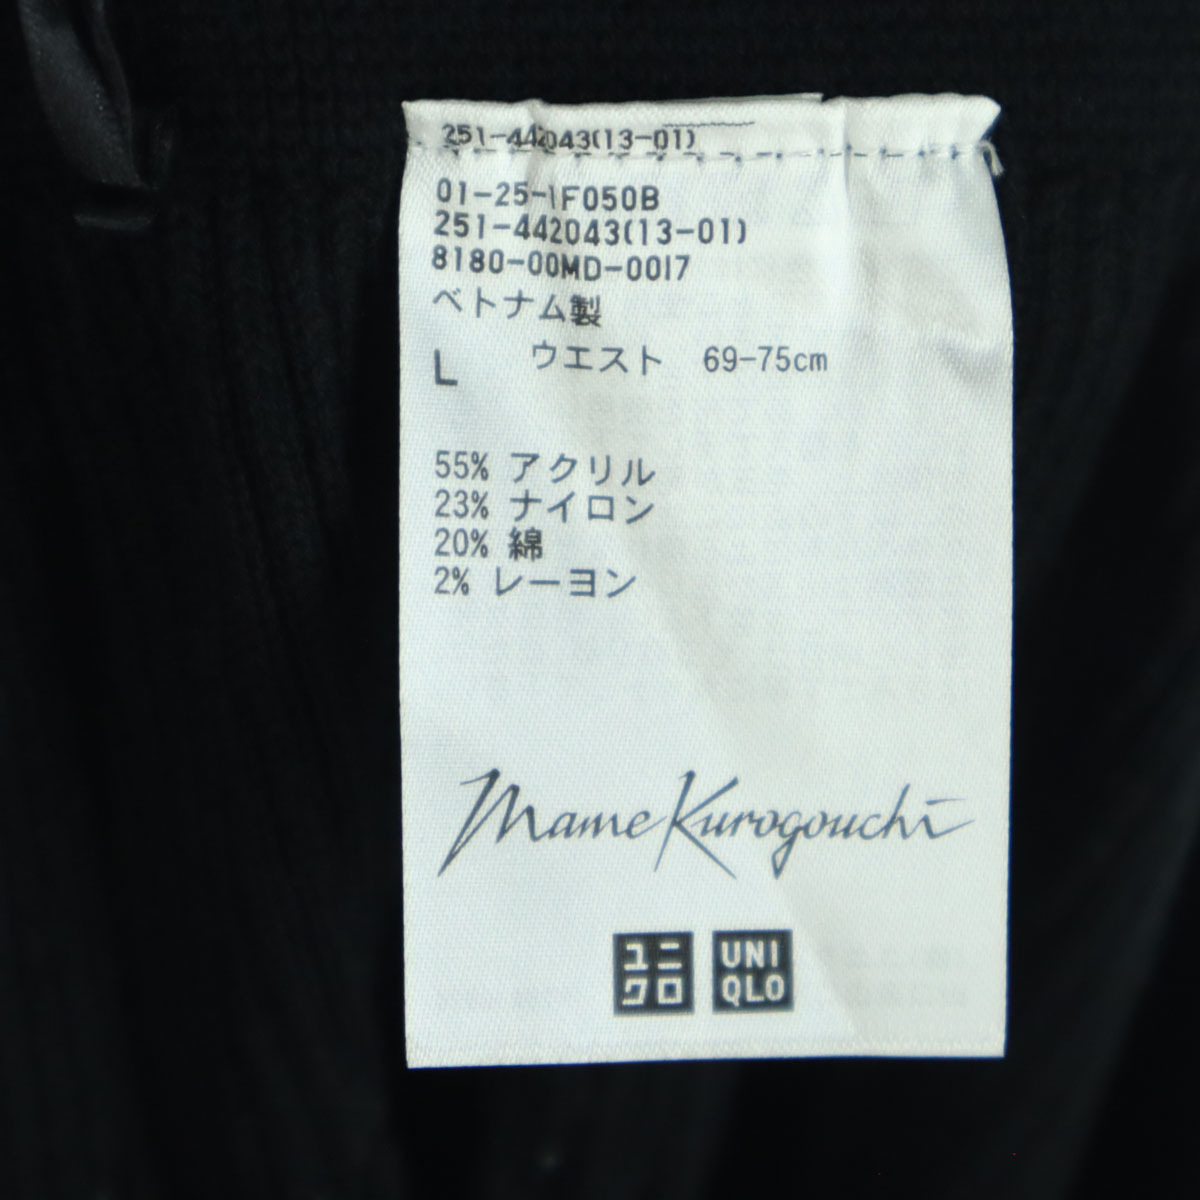 251-442043(13-01)
01-25-1F050B
251-442043(13-01)
8180-00MD-0017
ベトナム製
L ウエスト 69-75cm
55% アクリル
23% ナイロン
20% 綿
2% レーヨン
Mame Kurogouchi
ユニ UNI
クロ QLO